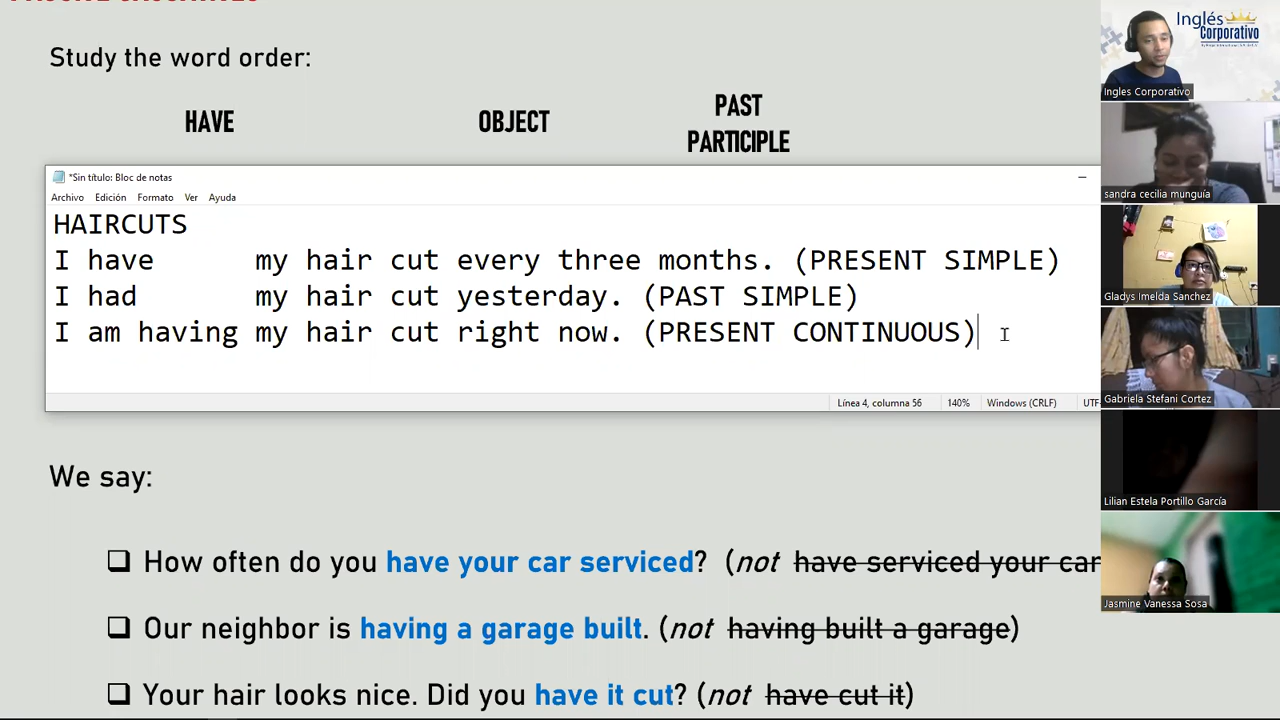 Study the word order:
HAVE OBJECT PAST PARTICIPLE
*Sin título: Bloc de notas
Archivo Edición Formato Ver Ayuda
HAIRCUTS
I have my hair cut every three months. (PRESENT SIMPLE)
I had my hair cut yesterday. (PAST SIMPLE)
I am having my hair cut right now. (PRESENT CONTINUOUS)
Línea 4, columna 56 140% Windows (CRLF) UTF-
We say:
How often do you have your car serviced? (not have serviced your car
Our neighbor is having a garage built. (not having built a garage)
Your hair looks nice. Did you have it cut? (not have cut it)
Inglés
Corporativo
Ingles Corporativo
sandra cecilia munguía
Gladys Imelda Sanchez
Gabriela Stefani Cortez
Lilian Estela Portillo García
Jasmine Vanessa Sosa